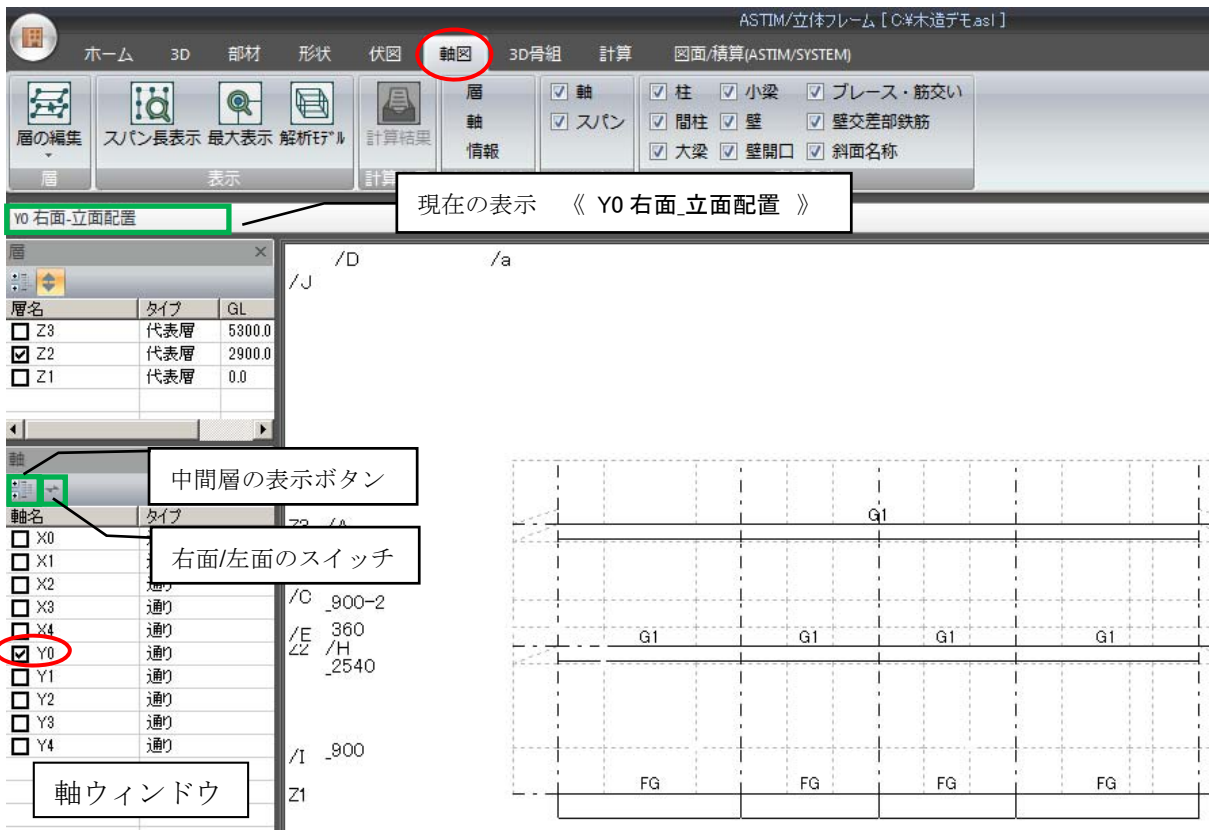 ASTIM/立体フレーム [ C:¥木造デモ.asl ]
ホーム 3D 部材 形状 伏図 軸図 3D骨組 計算 図面/積算(ASTIM/SYSTEM)
層 軸 柱 小梁 ブレース・筋交い
軸 スパン 間柱 壁 壁交差部鉄筋
層の編集 スパン長表示 最大表示 解析ﾓﾃﾞﾙ 計算結果 情報 大梁 壁開口 斜面名称
層 表示
現在の表示 《 Y0 右面_立面配置 》
Y0 右面-立面配置
層
層名 タイプ GL
Z3 代表層 5300.0
Z2 代表層 2900.0
Z1 代表層 0.0
軸
中間層の表示ボタン
右面/左面のスイッチ
軸名 タイプ
X0
X1
X2 通り
X3 通り
X4 通り
Y0 通り
Y1 通り
Y2 通り
Y3 通り
Y4 通り
軸ウィンドウ
/D /a
/J
G1
/C _900-2
/E 360
G1 G1 G1 G1
Z2 /H
_2540
/I _900
FG FG FG FG
Z1